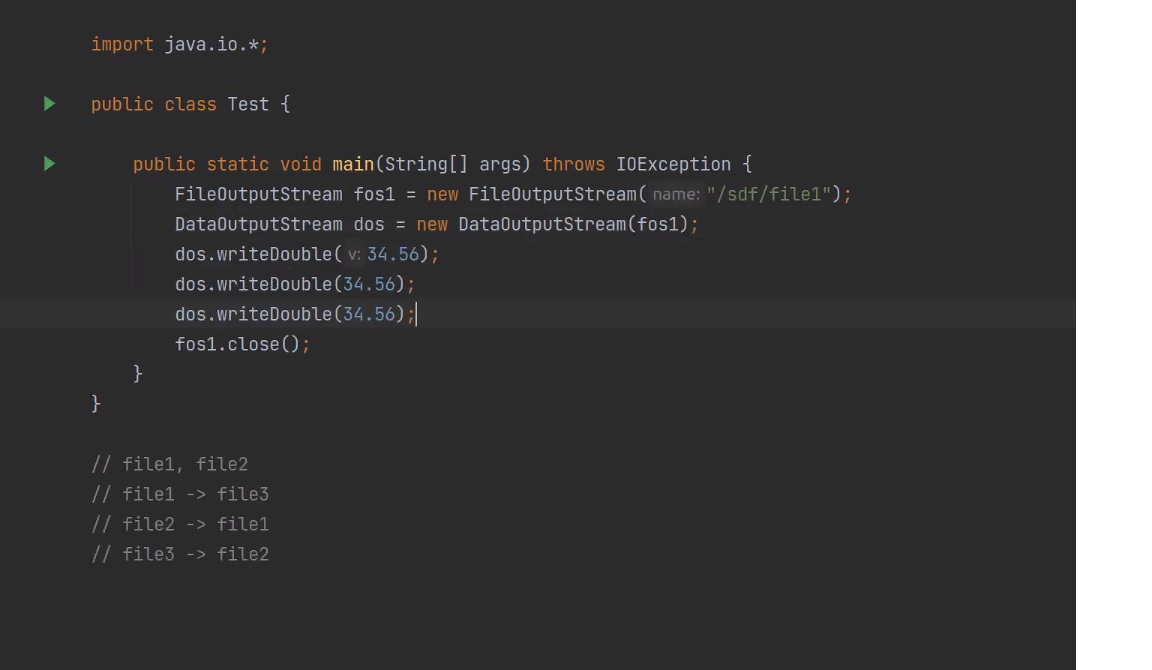 import java.io.*;
public class Test {
public static void main(String[] args) throws IOException {
FileOutputStream fos1 = new FileOutputStream( name: "/sdf/file1");
DataOutputStream dos = new DataOutputStream(fos1);
dos.writeDouble( v: 34.56);
dos.writeDouble(34.56);
dos.writeDouble(34.56);
fos1.close();
}
}
// file1, file2
// file1 -> file3
// file2 -> file1
// file3 -> file2